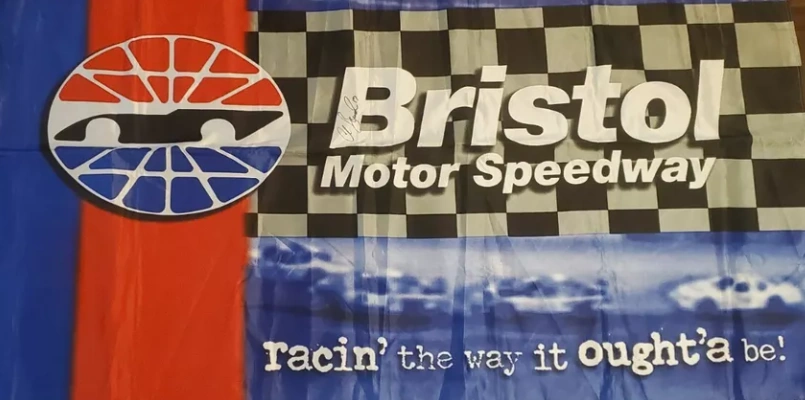 Bristol
Motor Speedway
racin' the way it ought'a be!